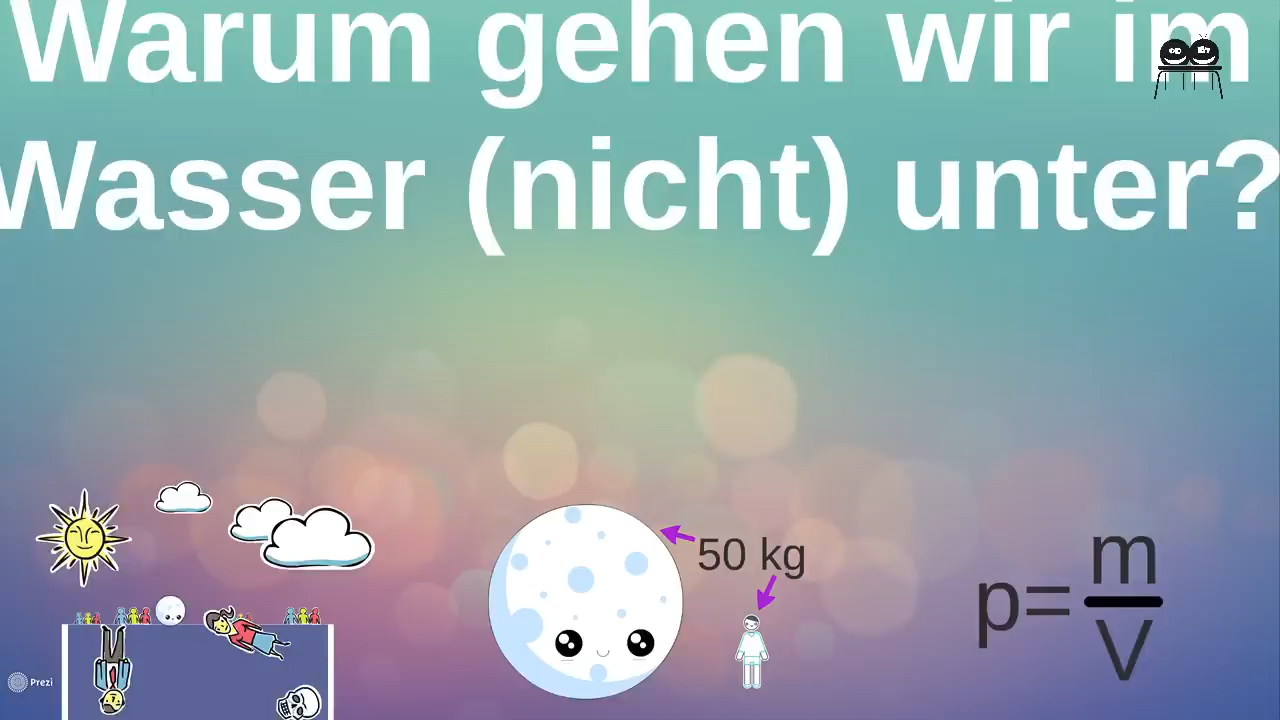 Warum gehen wir im
Wasser (nicht) unter?
50 kg
p=
m
V
Prezi